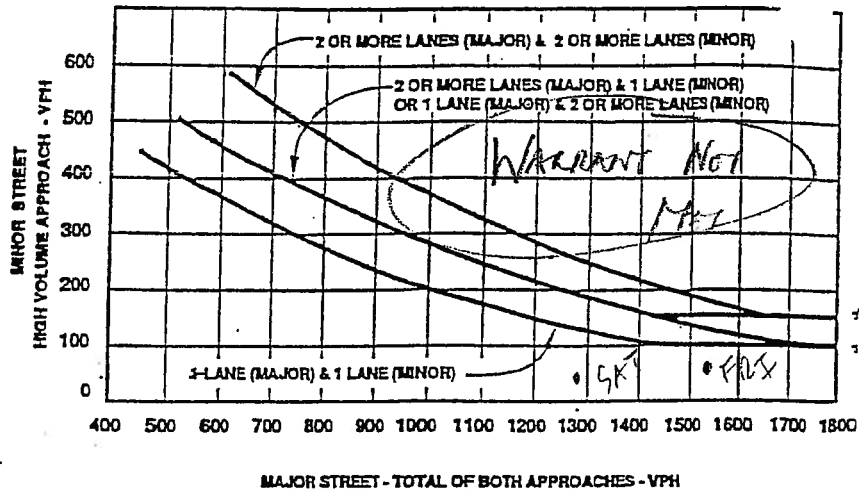 600
500
400
300
200
100
0
MINOR STREET
HIGH VOLUME APPROACH - VPH
2 OR MORE LANES (MAJOR) & 2 OR MORE LANES (MINOR)
2 OR MORE LANES (MAJOR) & 1 LANE (MINOR)
OR 1 LANE (MAJOR) & 2 OR MORE LANES (MINOR)
WARRANT NOT
MET
1 LANE (MAJOR) & 1 LANE (MINOR)
SAT
FRI
400 500 600 700 800 900 1000 1100 1200 1300 1400 1500 1600 1700 1800
MAJOR STREET - TOTAL OF BOTH APPROACHES - VPH